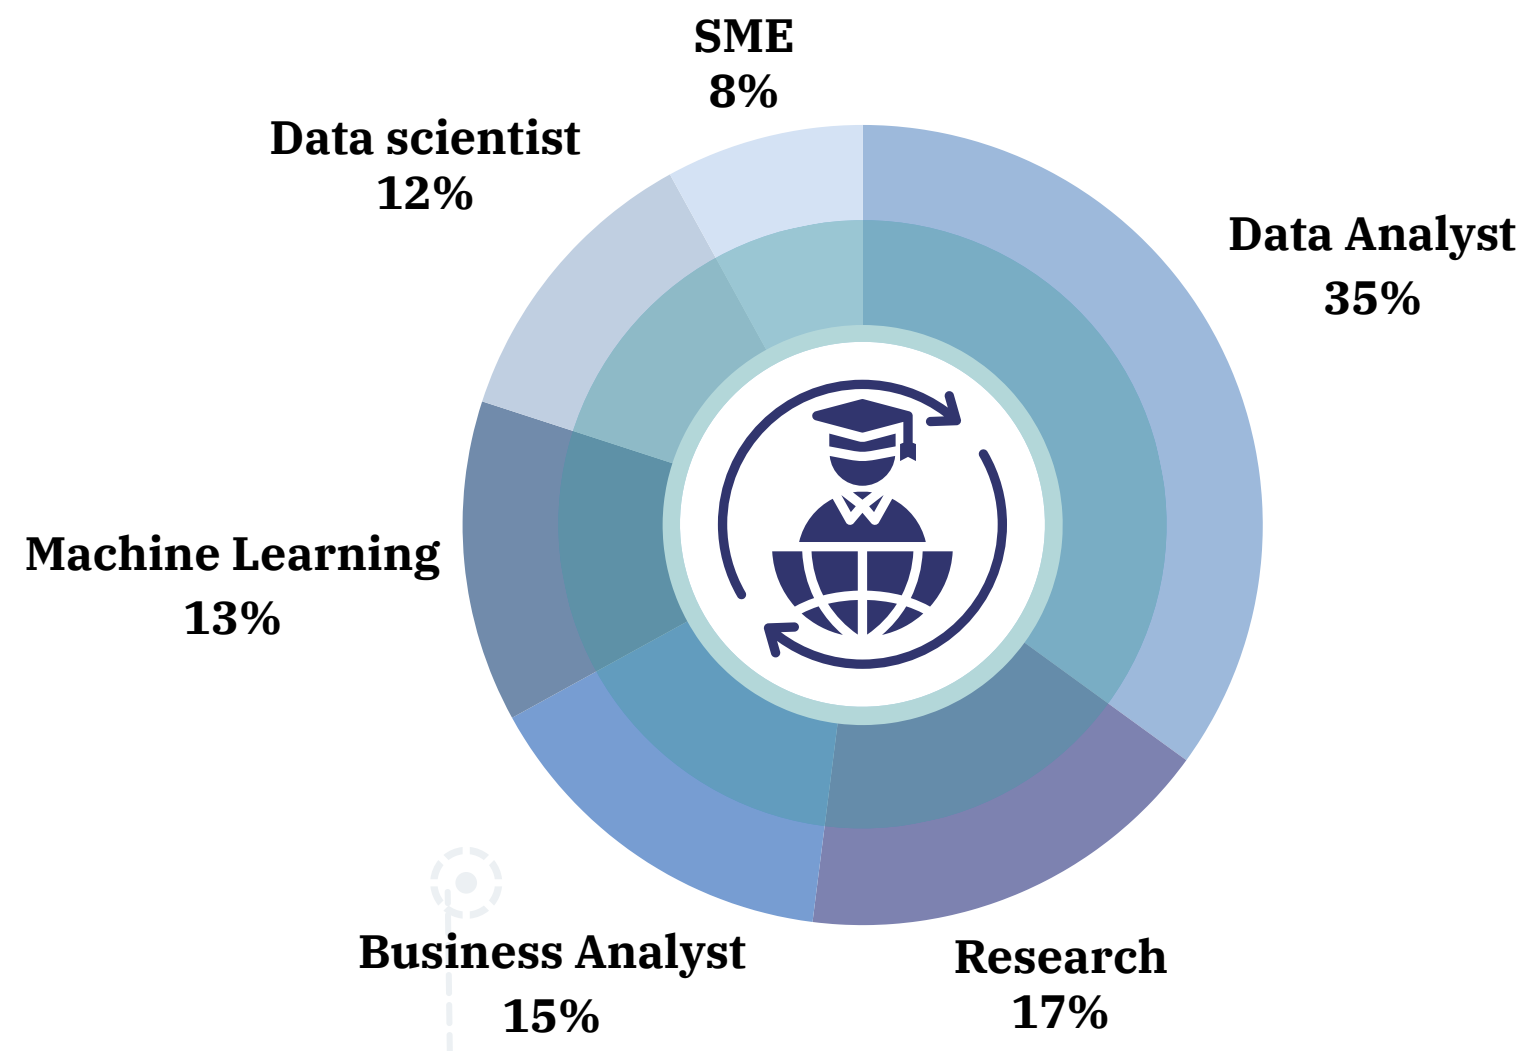 SME
8%
Data scientist
12%
Data Analyst
35%
Machine Learning
13%
Business Analyst
15%
Research
17%